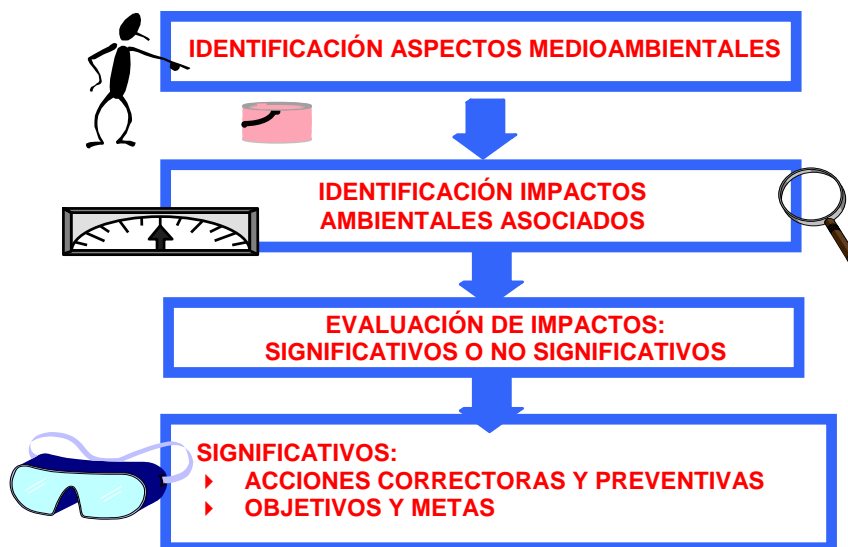 IDENTIFICACIÓN ASPECTOS MEDIOAMBIENTALES
IDENTIFICACIÓN IMPACTOS
AMBIENTALES ASOCIADOS
EVALUACIÓN DE IMPACTOS:
SIGNIFICATIVOS O NO SIGNIFICATIVOS
SIGNIFICATIVOS:
ACCIONES CORRECTORAS Y PREVENTIVAS
OBJETIVOS Y METAS